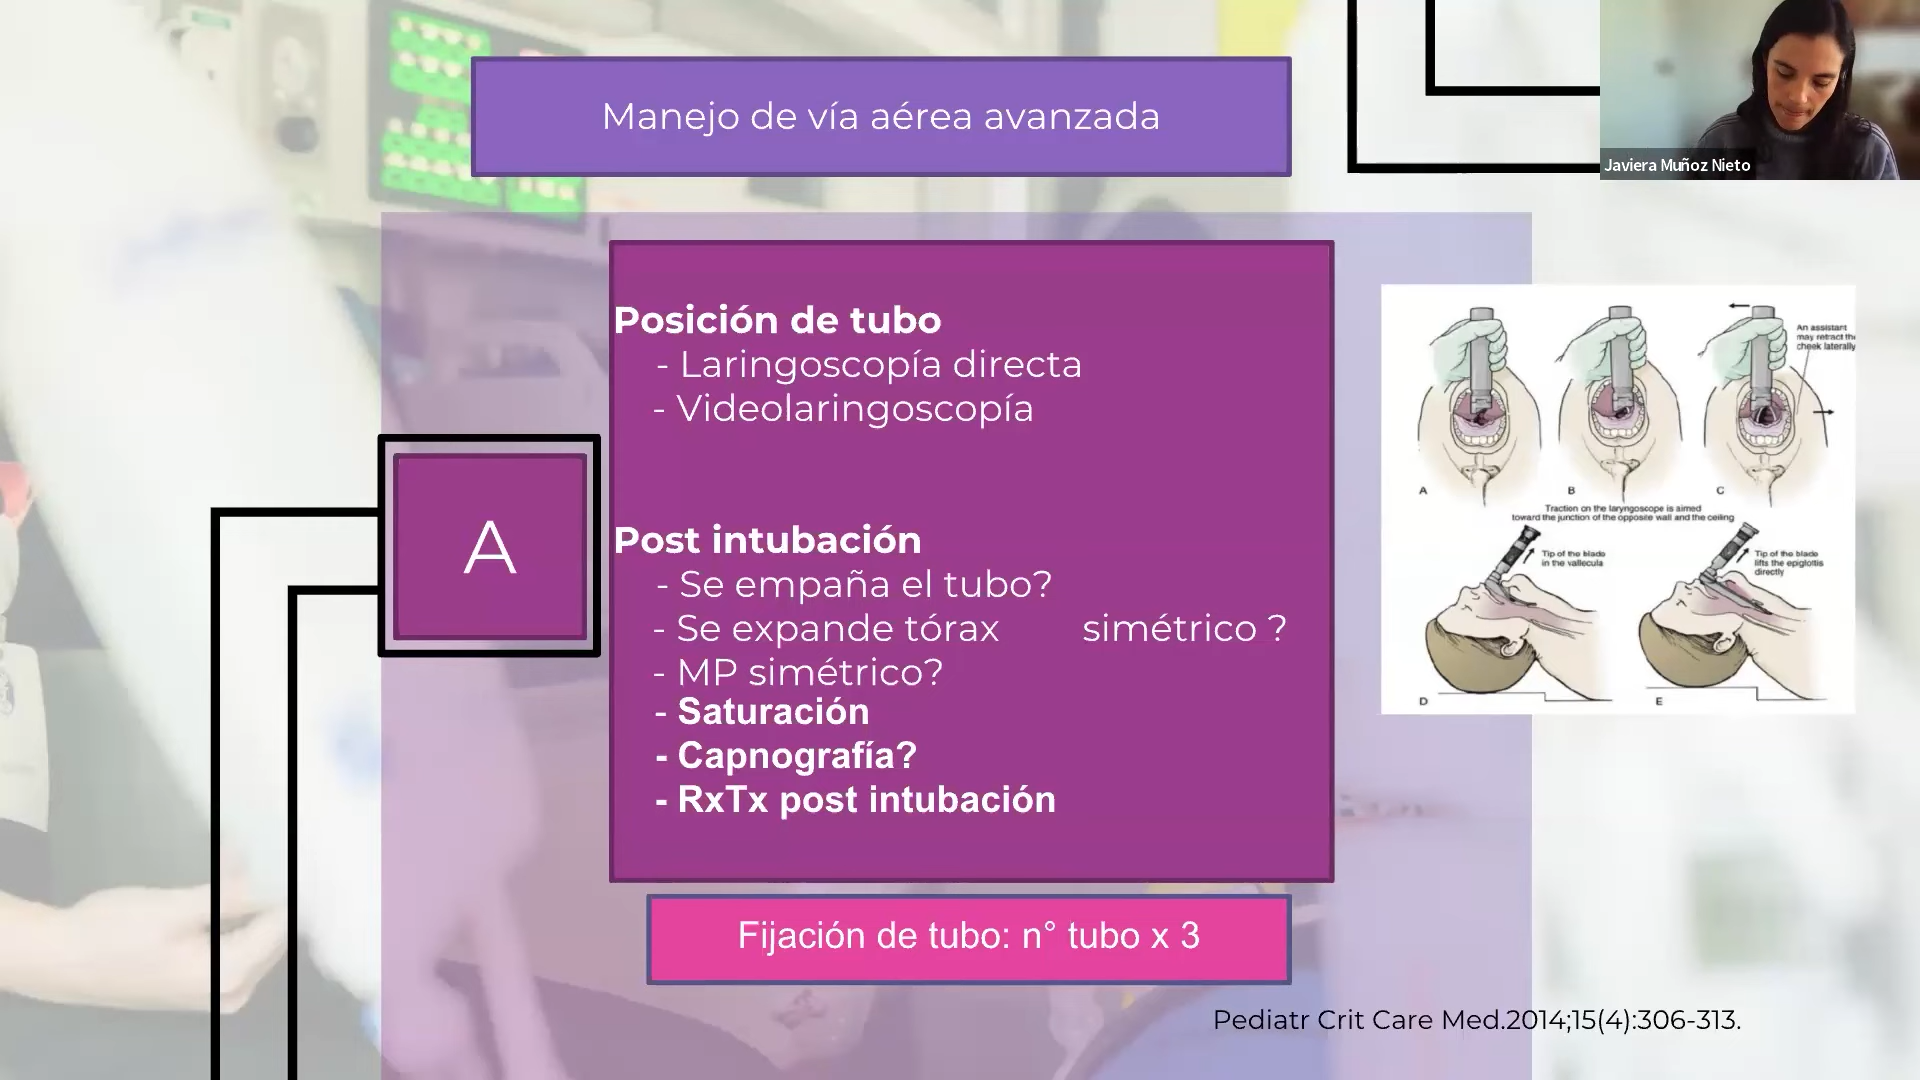 Manejo de vía aérea avanzada
Javiera Muñoz Nieto
Posición de tubo
- Laringoscopía directa
- Videolaringoscopía
A
Post intubación
- Se empaña el tubo?
- Se expande tórax simétrico ?
- MP simétrico?
- Saturación
- Capnografía?
- RxTx post intubación
Fijación de tubo: n° tubo x 3
An assistant
may retract the
cheek laterally
A
B
C
Traction on the laryngoscope is aimed
toward the junction of the opposite wall and the ceiling
Tip of the blade
in the vallecula
Tip of the blade
lifts the epiglottis
directly
D
E
Pediatr Crit Care Med.2014;15(4):306-313.